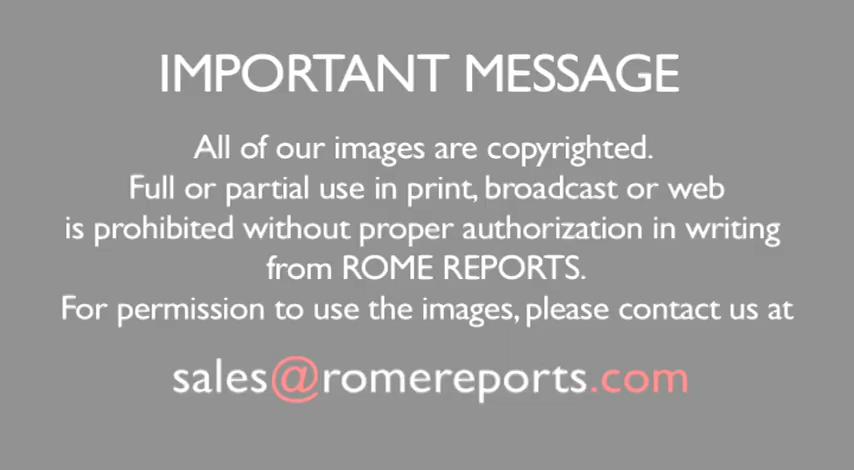 IMPORTANT MESSAGE
All of our images are copyrighted.
Full or partial use in print, broadcast or web
is prohibited without proper authorization in writing
from ROME REPORTS.
For permission to use the images, please contact us at
sales@romereports.com